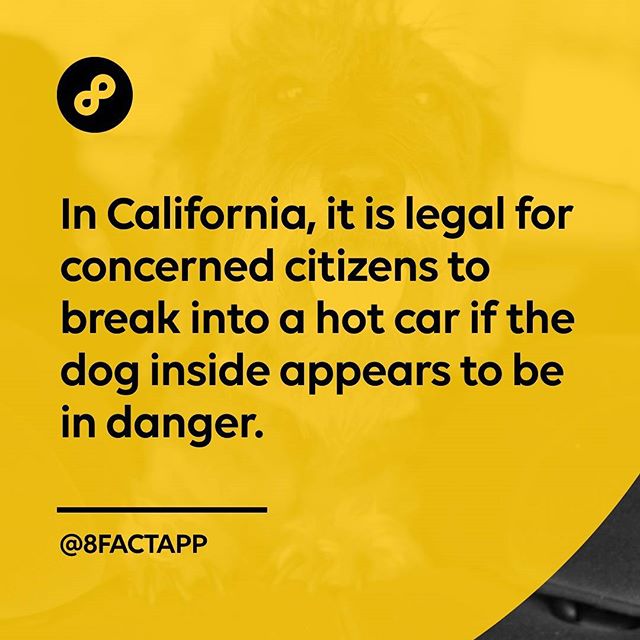 In California, it is legal for
concerned citizens to
break into a hot car if the
dog inside appears to be
in danger.
@8FACTAPP